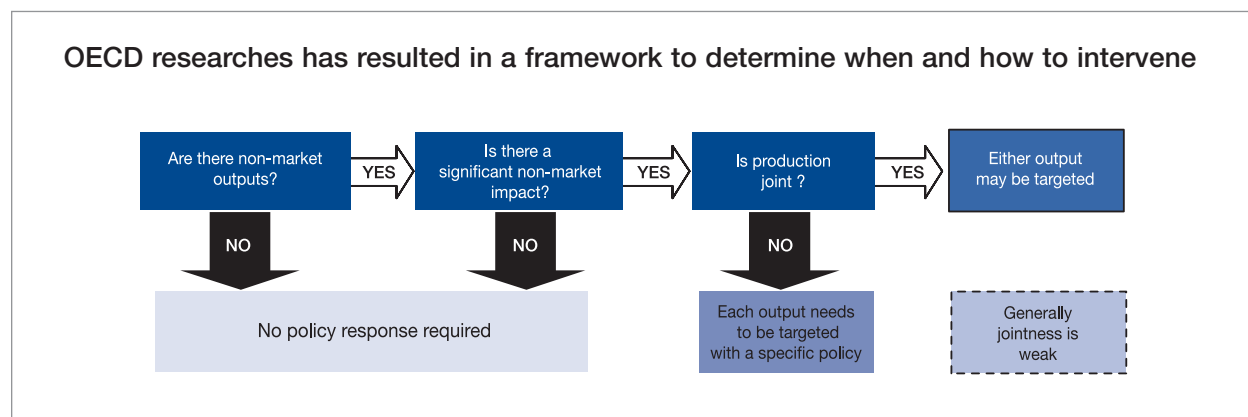 OECD researches has resulted in a framework to determine when and how to intervene
Are there non-market
outputs?
YES
Is there a
significant non-market
impact?
YES
Is production
joint ?
YES
Either output
may be targeted
NO
NO
NO
No policy response required
Each output needs
to be targeted
with a specific policy
Generally
jointness is
weak